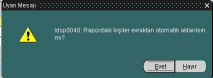 Uyarı Mesajı
ldsp0040: Rapordaki kişiler evraktan otomatik aktarılsın
mı?
Evet Hayır